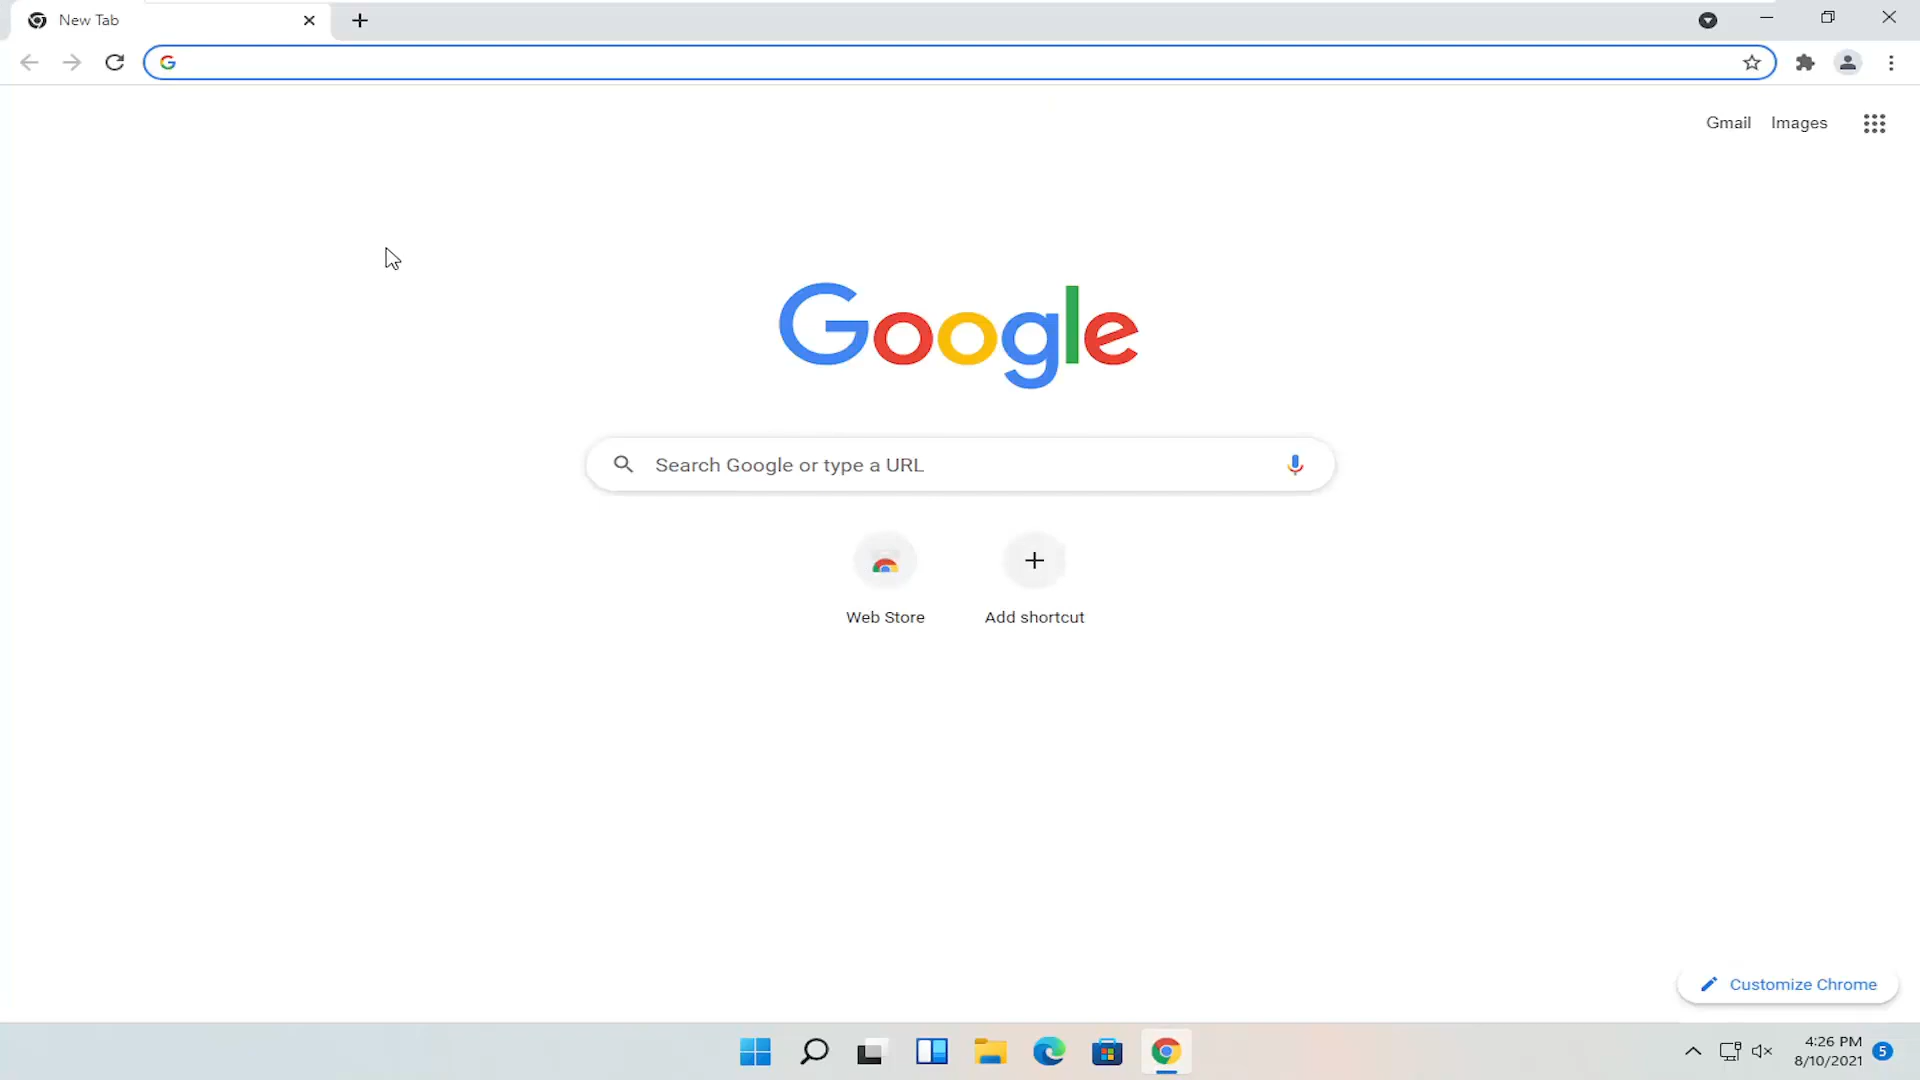 New Tab
Gmail Images
Google
Search Google or type a URL
Web Store Add shortcut
Customize Chrome
4:26 PM
8/10/2021 5